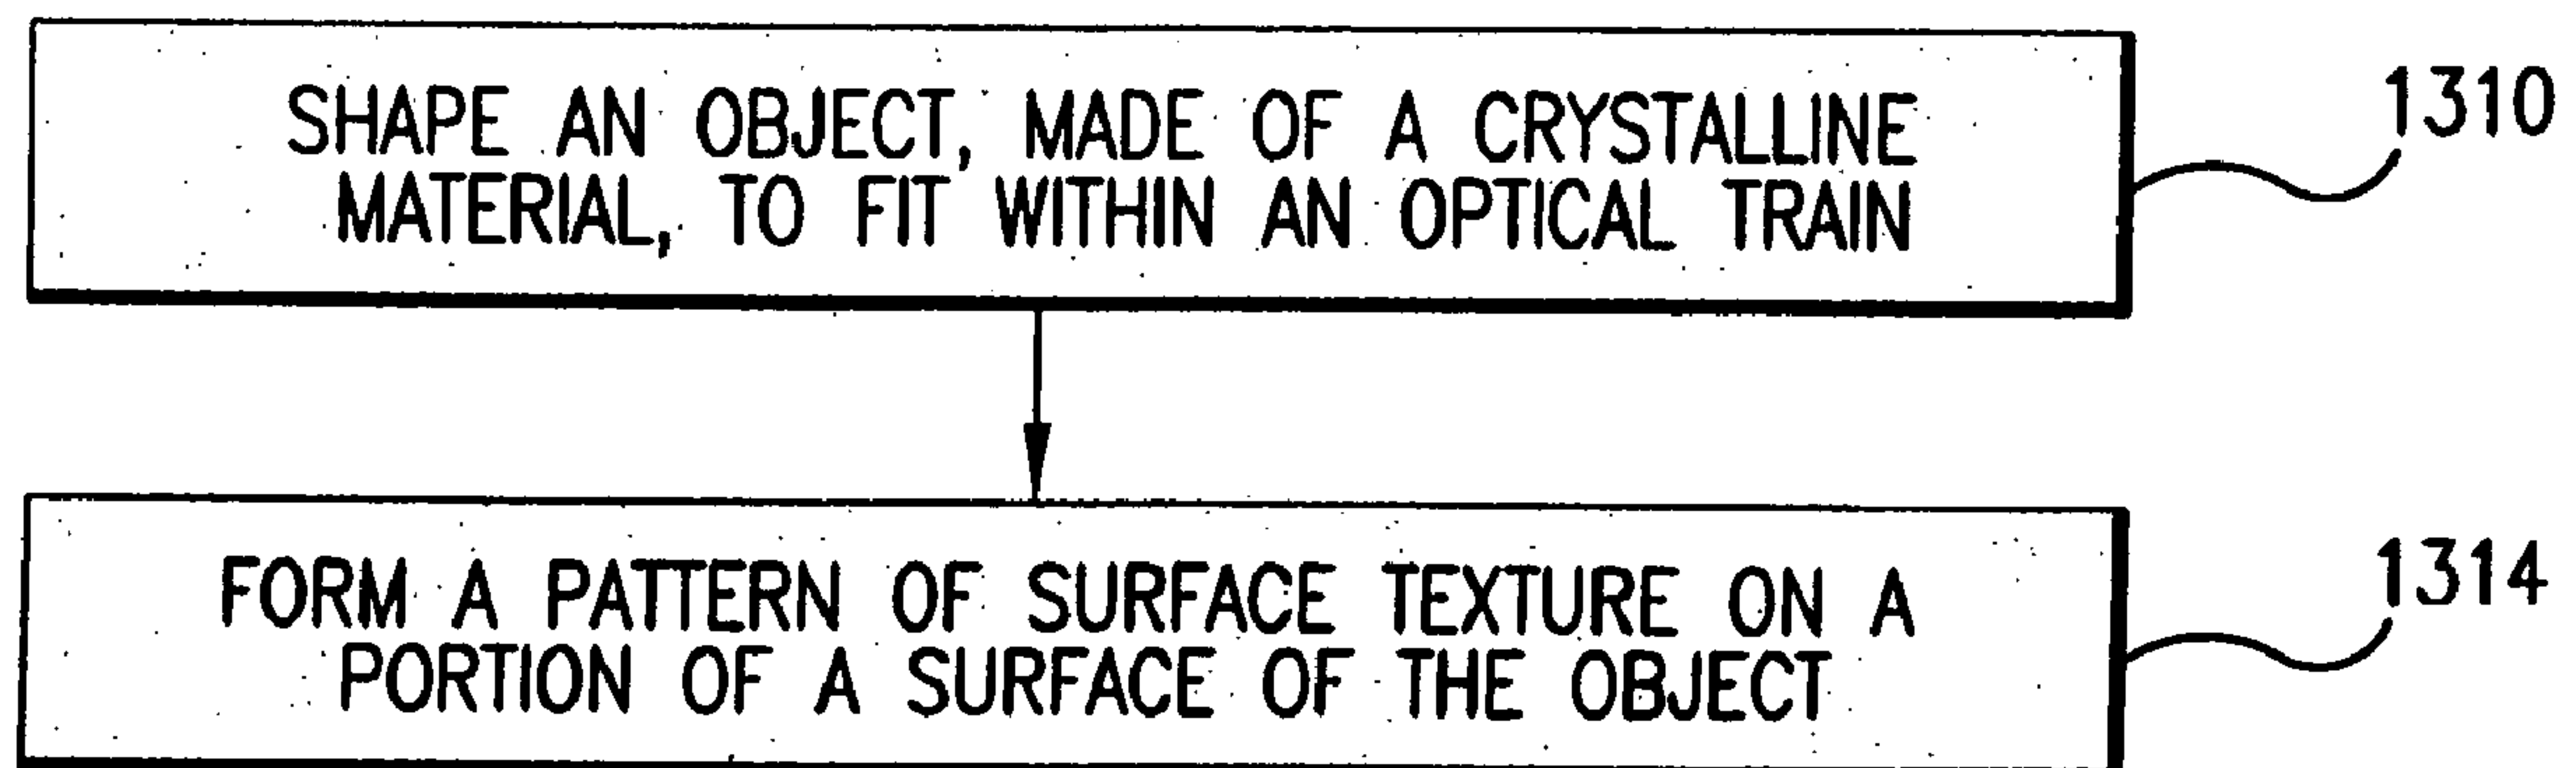 SHAPE AN OBJECT, MADE OF A CRYSTALLINE
MATERIAL, TO FIT WITHIN AN OPTICAL TRAIN
1310
FORM A PATTERN OF SURFACE TEXTURE ON A
PORTION OF A SURFACE OF THE OBJECT
1314